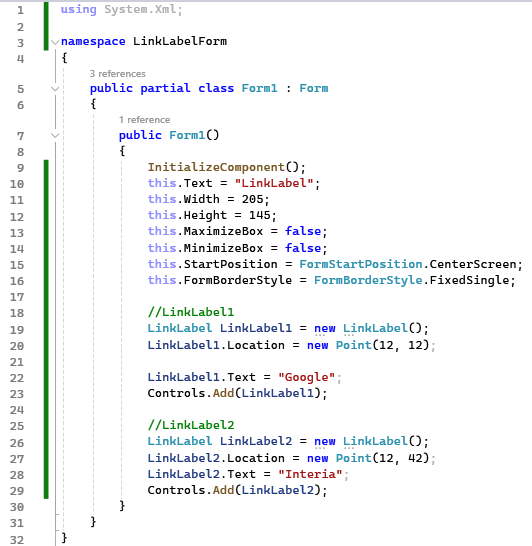 1 using System.Xml;
2
3 namespace LinkLabelForm
4 {
3 references
5 public partial class Form1 : Form
6 {
1 reference
7 public Form1()
8 {
9 InitializeComponent();
10 this.Text = "LinkLabel";
11 this.Width = 205;
12 this.Height = 145;
13 this.MaximizeBox = false;
14 this.MinimizeBox = false;
15 this.StartPosition = FormStartPosition.CenterScreen;
16 this.FormBorderStyle = FormBorderStyle.FixedSingle;
17
18 //LinkLabel1
19 LinkLabel LinkLabel1 = new LinkLabel();
20 LinkLabel1.Location = new Point(12, 12);
21
22 LinkLabel1.Text = "Google";
23 Controls.Add(LinkLabel1);
24
25 //LinkLabel2
26 LinkLabel LinkLabel2 = new LinkLabel();
27 LinkLabel2.Location = new Point(12, 42);
28 LinkLabel2.Text = "Interia";
29 Controls.Add(LinkLabel2);
30 }
31 }
32 }